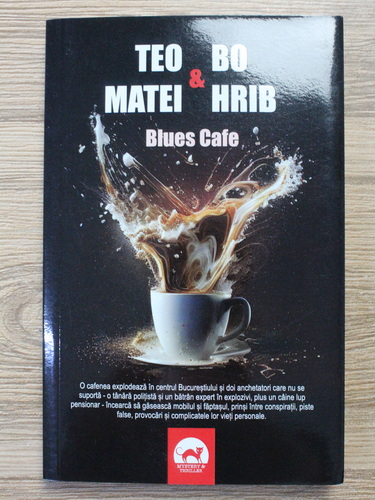 TEO BO
&
MATEI HRIB
Blues Cafe
O cafenea explodează în centrul Bucureștiului și doi anchetatori care nu se
suportă - o tânără polițistă și un bătrân expert în explozivi, plus un câine lup
pensionar - încearcă să găsească mobilul și făptașul, prinși între conspirații, piste
false, provocări și complicatele lor vieți personale.
MYSTERY &
THRILLER